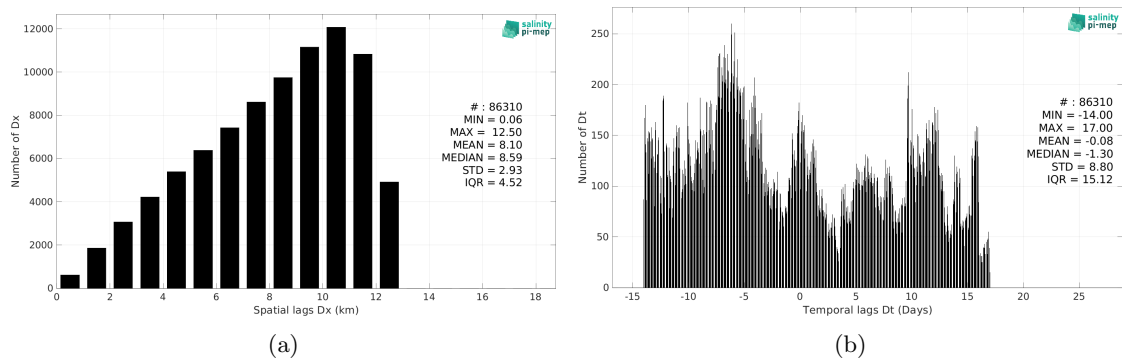 12000
10000
8000
6000
4000
2000
0
Number of Dx
salinity
pi-mep
# : 86310
MIN = 0.06
MAX = 12.50
MEAN = 8.10
MEDIAN = 8.59
STD = 2.93
IQR = 4.52
0 2 4 6 8 10 12 14 16 18
Spatial lags Dx (km)
(a)
250
200
150
100
50
0
Number of Dt
salinity
pi-mep
# : 86310
MIN = -14.00
MAX = 17.00
MEAN = -0.08
MEDIAN = -1.30
STD = 8.80
IQR = 15.12
-15 -10 -5 0 5 10 15 20 25
Temporal lags Dt (Days)
(b)